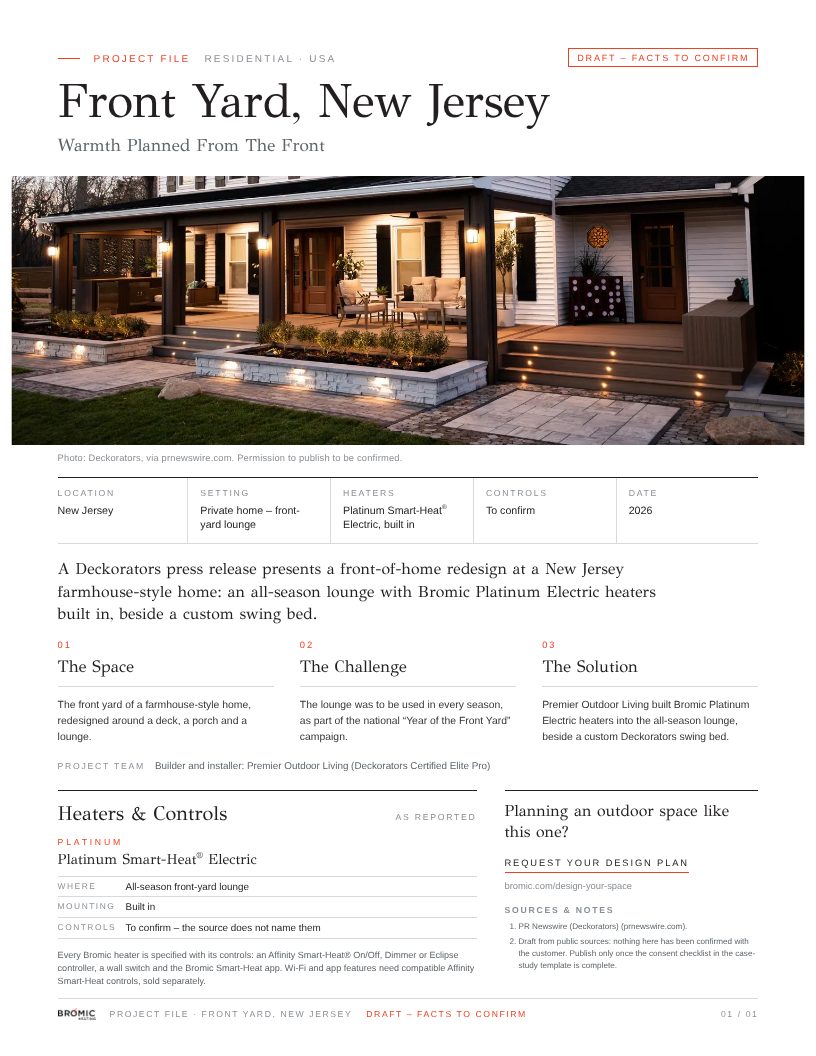 PROJECT FILE RESIDENTIAL · USA
DRAFT – FACTS TO CONFIRM
Front Yard, New Jersey
Warmth Planned From The Front
Photo: Deckorators, via prnewswire.com. Permission to publish to be confirmed.
LOCATION
New Jersey
SETTING
Private home – front-
yard lounge
HEATERS
Platinum Smart-Heat®
Electric, built in
CONTROLS
To confirm
DATE
2026
A Deckorators press release presents a front-of-home redesign at a New Jersey
farmhouse-style home: an all-season lounge with Bromic Platinum Electric heaters
built in, beside a custom swing bed.
01
The Space
The front yard of a farmhouse-style home,
redesigned around a deck, a porch and a
lounge.
02
The Challenge
The lounge was to be used in every season,
as part of the national “Year of the Front Yard”
campaign.
03
The Solution
Premier Outdoor Living built Bromic Platinum
Electric heaters into the all-season lounge,
beside a custom Deckorators swing bed.
PROJECT TEAM Builder and installer: Premier Outdoor Living (Deckorators Certified Elite Pro)
Heaters & Controls
AS REPORTED
PLATINUM
Platinum Smart-Heat® Electric
WHERE All-season front-yard lounge
MOUNTING Built in
CONTROLS To confirm – the source does not name them
Every Bromic heater is specified with its controls: an Affinity Smart-Heat® On/Off, Dimmer or Eclipse
controller, a wall switch and the Bromic Smart-Heat app. Wi-Fi and app features need compatible Affinity
Smart-Heat controls, sold separately.
Planning an outdoor space like
this one?
REQUEST YOUR DESIGN PLAN
bromic.com/design-your-space
SOURCES & NOTES
1. PR Newswire (Deckorators) (prnewswire.com).
2. Draft from public sources: nothing here has been confirmed with
the customer. Publish only once the consent checklist in the case-
study template is complete.
BROMIC
HEATING
PROJECT FILE · FRONT YARD, NEW JERSEY DRAFT – FACTS TO CONFIRM
01 / 01